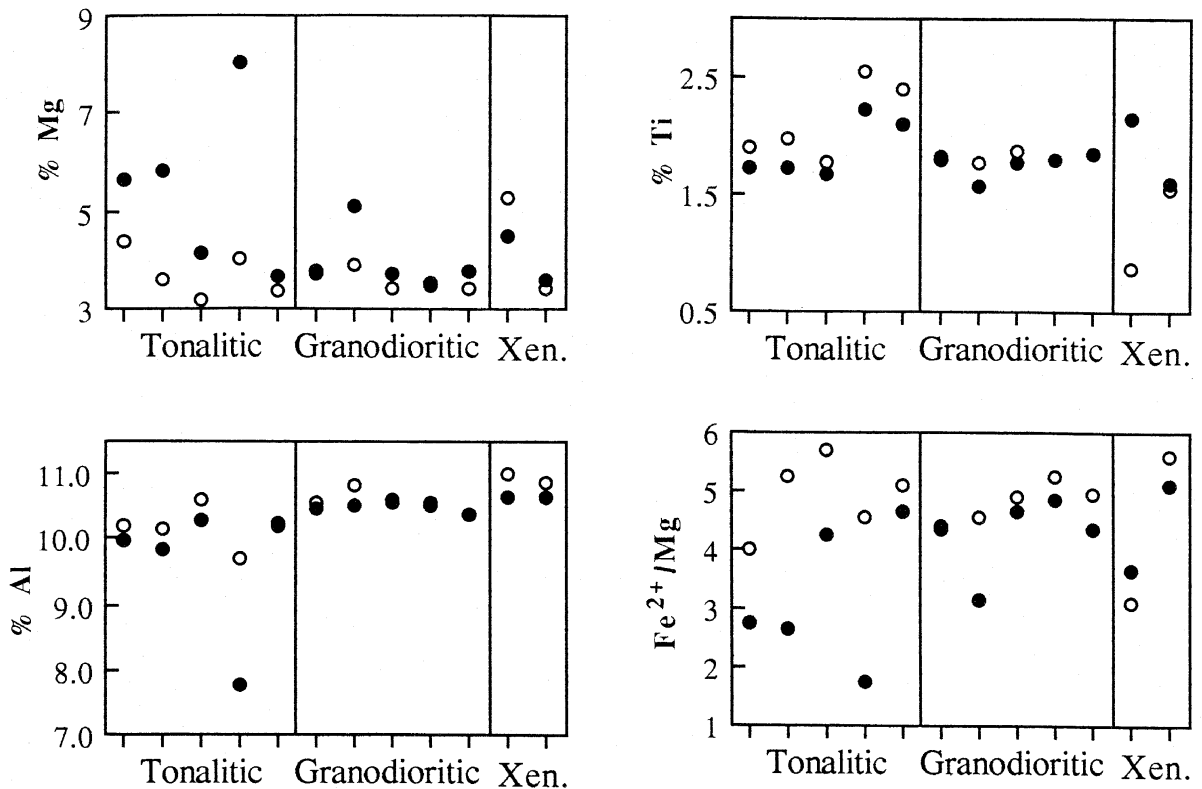 % Mg
9
7
5
3
Tonalitic Granodioritic Xen.
% Ti
2.5
1.5
0.5
Tonalitic Granodioritic Xen.
% Al
11.0
10.0
9.0
8.0
7.0
Tonalitic Granodioritic Xen.
Fe2+/Mg
6
5
4
3
2
1
Tonalitic Granodioritic Xen.